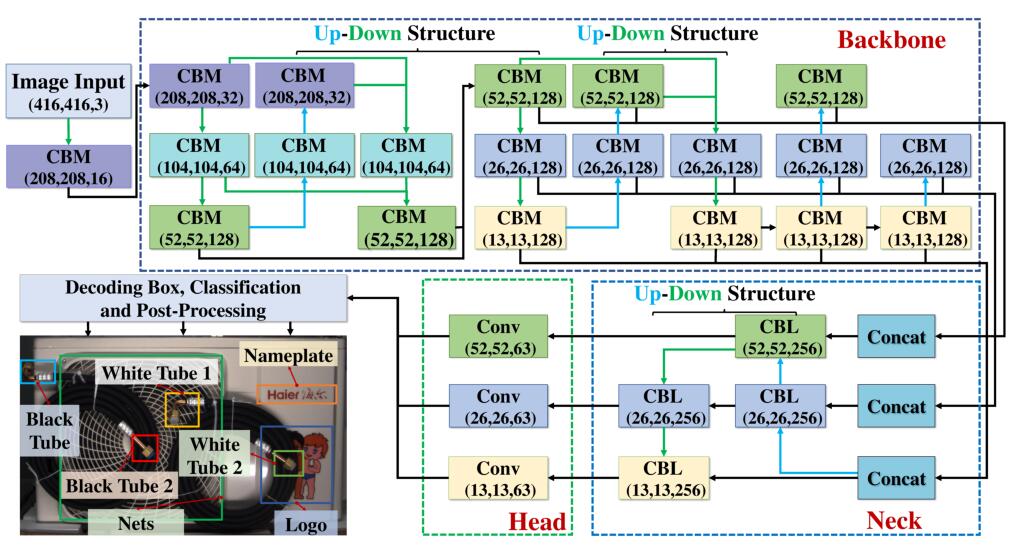 Up-Down Structure
Up-Down Structure
Backbone
Image Input
(416,416,3)
CBM
(208,208,16)
CBM
(208,208,32)
CBM
(208,208,32)
CBM
(104,104,64)
CBM
(104,104,64)
CBM
(104,104,64)
CBM
(52,52,128)
CBM
(52,52,128)
CBM
(52,52,128)
CBM
(52,52,128)
CBM
(52,52,128)
CBM
(26,26,128)
CBM
(26,26,128)
CBM
(26,26,128)
CBM
(26,26,128)
CBM
(26,26,128)
CBM
(13,13,128)
CBM
(13,13,128)
CBM
(13,13,128)
CBM
(13,13,128)
Decoding Box, Classification
and Post-Processing
Nameplate
White Tube 1
Haier
Black
Tube
White
Tube 2
Black Tube 2
Nets
Logo
Conv
(52,52,63)
Conv
(26,26,63)
Conv
(13,13,63)
Head
Up-Down Structure
CBL
(52,52,256)
Concat
CBL
(26,26,256)
CBL
(26,26,256)
Concat
CBL
(13,13,256)
Concat
Neck